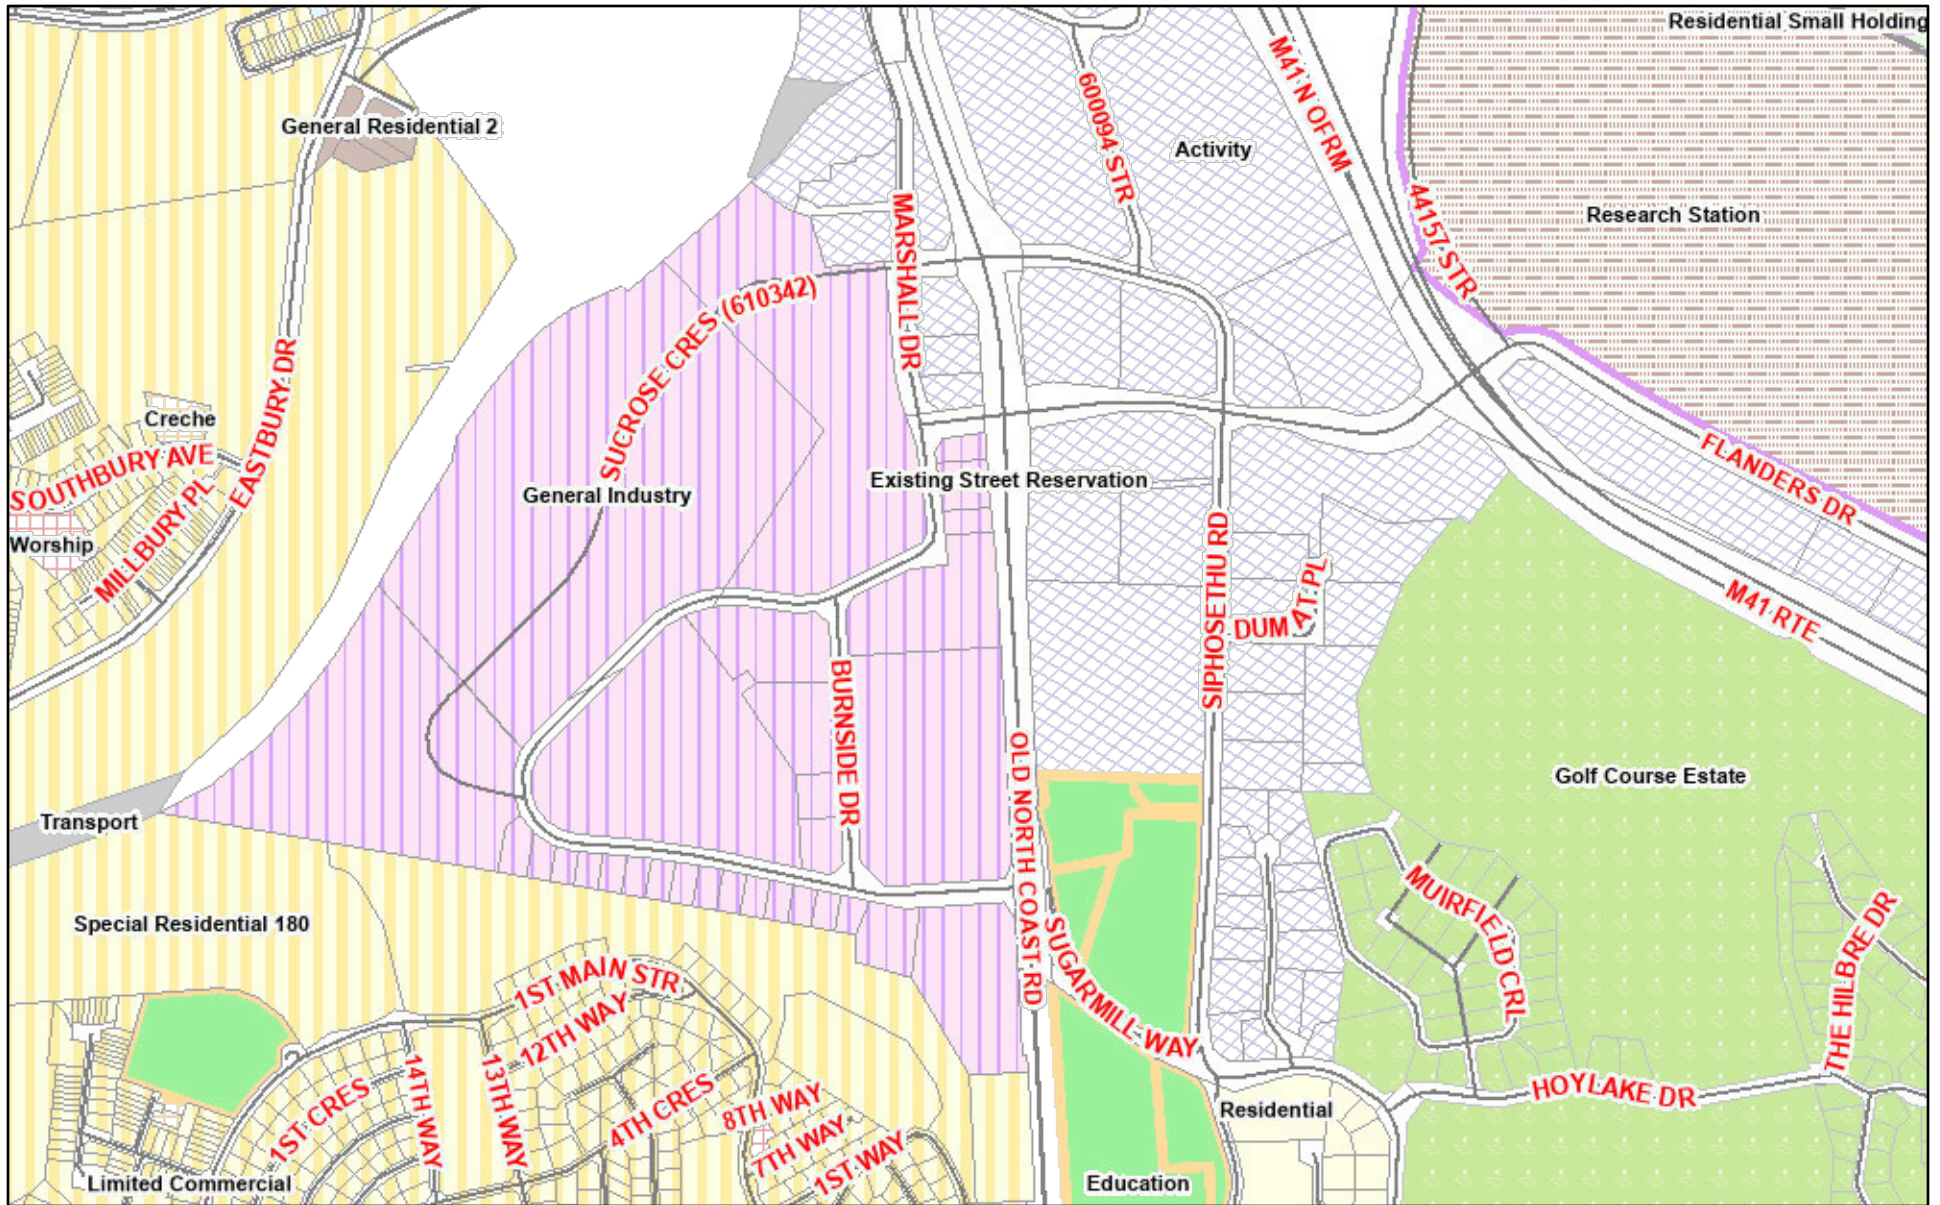 Residential Small Holding
M41 N OFRM
600094 STR
General Residential 2
Activity
44157 STR
Research Station
MARSHALL DR
SUCROSE CRES (610342)
EASTBURY DR
Creche
SOUTHBURY AVE
MILLBURY PL
Worship
General Industry
Existing Street Reservation
FLANDERS DR
SIPHOSETHU RD
DUM AT PL
M41 RTE
BURNSIDE DR
OLD NORTH COAST RD
Golf Course Estate
Transport
Special Residential 180
MUIRFIELD CRL
THE HILBRE DR
SUGARMILL WAY
1ST MAIN STR
12TH WAY
13TH WAY
14TH WAY
1ST CRES
4TH CRES
8TH WAY
7TH WAY
1ST WAY
HOYLAKE DR
Residential
Limited Commercial
Education